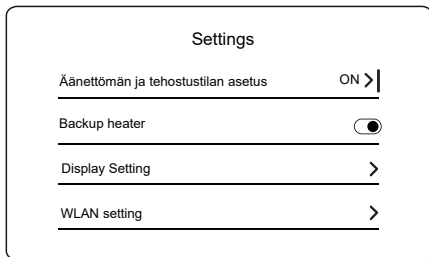 Settings
Äänettömän ja tehostustilan asetus ON
Backup heater
Display Setting
WLAN setting